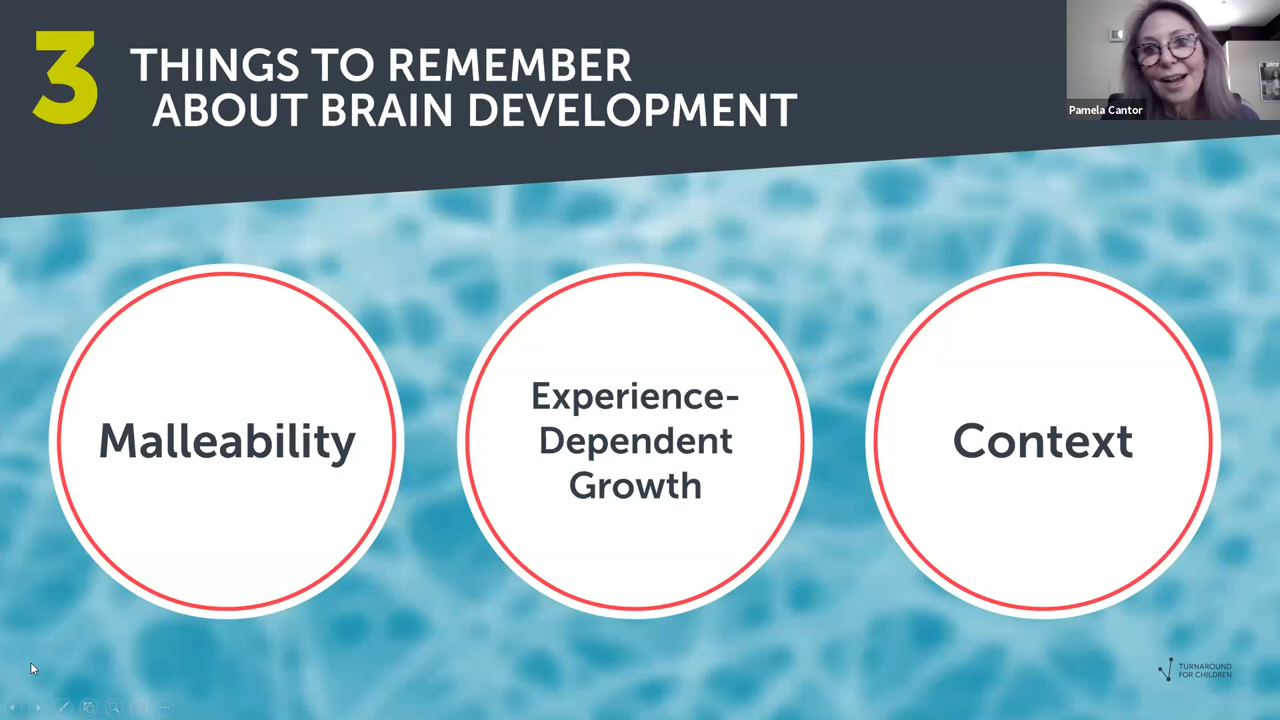 3 THINGS TO REMEMBER
ABOUT BRAIN DEVELOPMENT
Pamela Cantor
Malleability
Experience-
Dependent
Growth
Context
TURNAROUND
FOR CHILDREN